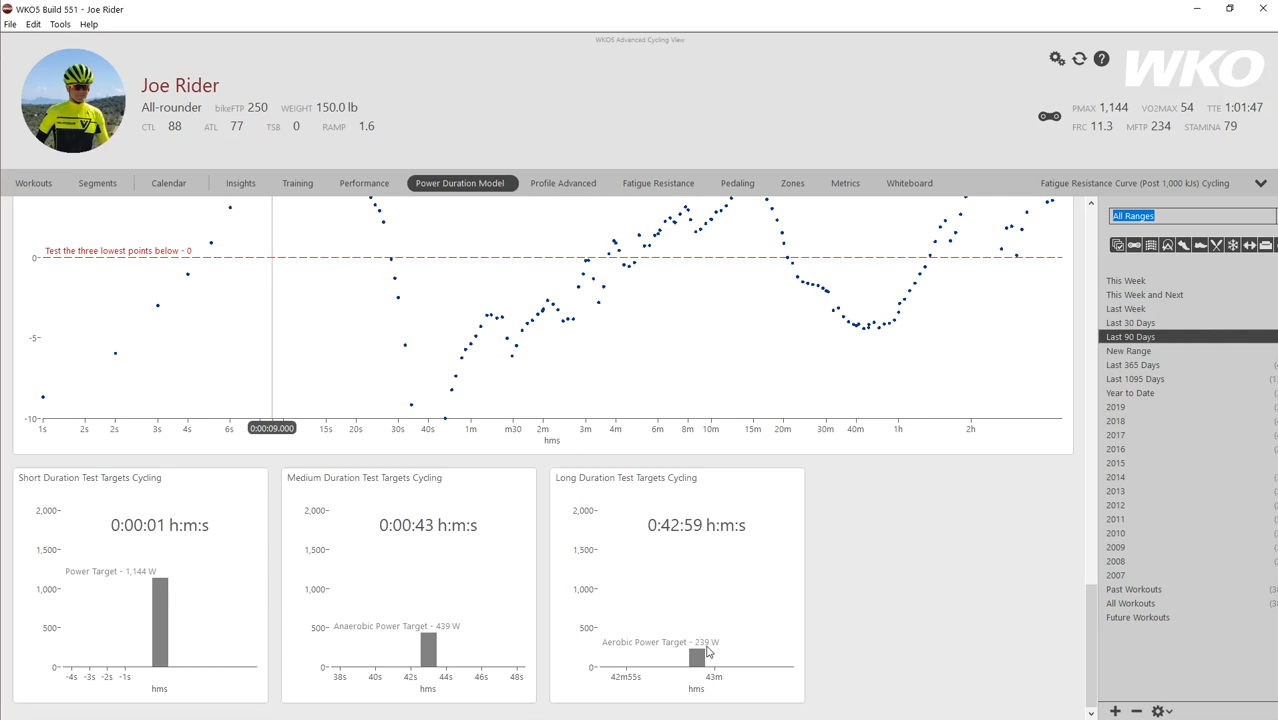 WKO5 Build 551 - Joe Rider
File Edit Tools Help
WKO5 Advanced Cycling View
Joe Rider
All-rounder bikeFTP 250 WEIGHT 150.0 lb
CTL 88 ATL 77 TSB 0 RAMP 1.6
WKO
PMAX 1,144 VO2MAX 54 TTE 1:01:47
FRC 11.3 MFTP 234 STAMINA 79
Workouts Segments Calendar Insights Training Performance Power Duration Model Profile Advanced Fatigue Resistance Pedaling Zones Metrics Whiteboard Fatigue Resistance Curve (Post 1,000 kJs) Cycling
Test the three lowest points below - 0
0
-5
-10
1s 2s 2s 3s 4s 6s 0:00:09.000 15s 20s 30s 40s 1m m30 2m 3m 4m 6m 8m 10m 15m 20m 30m 40m 1h 2h
hms
Short Duration Test Targets Cycling
2,000
0:00:01 h:m:s
1,500
Power Target - 1,144 W
1,000
500
0
-4s -3s -2s -1s
hms
Medium Duration Test Targets Cycling
2,000
0:00:43 h:m:s
1,500
1,000
Anaerobic Power Target - 439 W
500
0
38s 40s 42s 44s 46s 48s
hms
Long Duration Test Targets Cycling
2,000
0:42:59 h:m:s
1,500
1,000
500
Aerobic Power Target - 239 W
0
42m55s 43m
hms
All Ranges
This Week
This Week and Next
Last Week
Last 30 Days
Last 90 Days
New Range
Last 365 Days
Last 1095 Days
Year to Date
2019
2018
2017
2016
2015
2014
2013
2012
2011
2010
2009
2008
2007
Past Workouts
All Workouts
Future Workouts